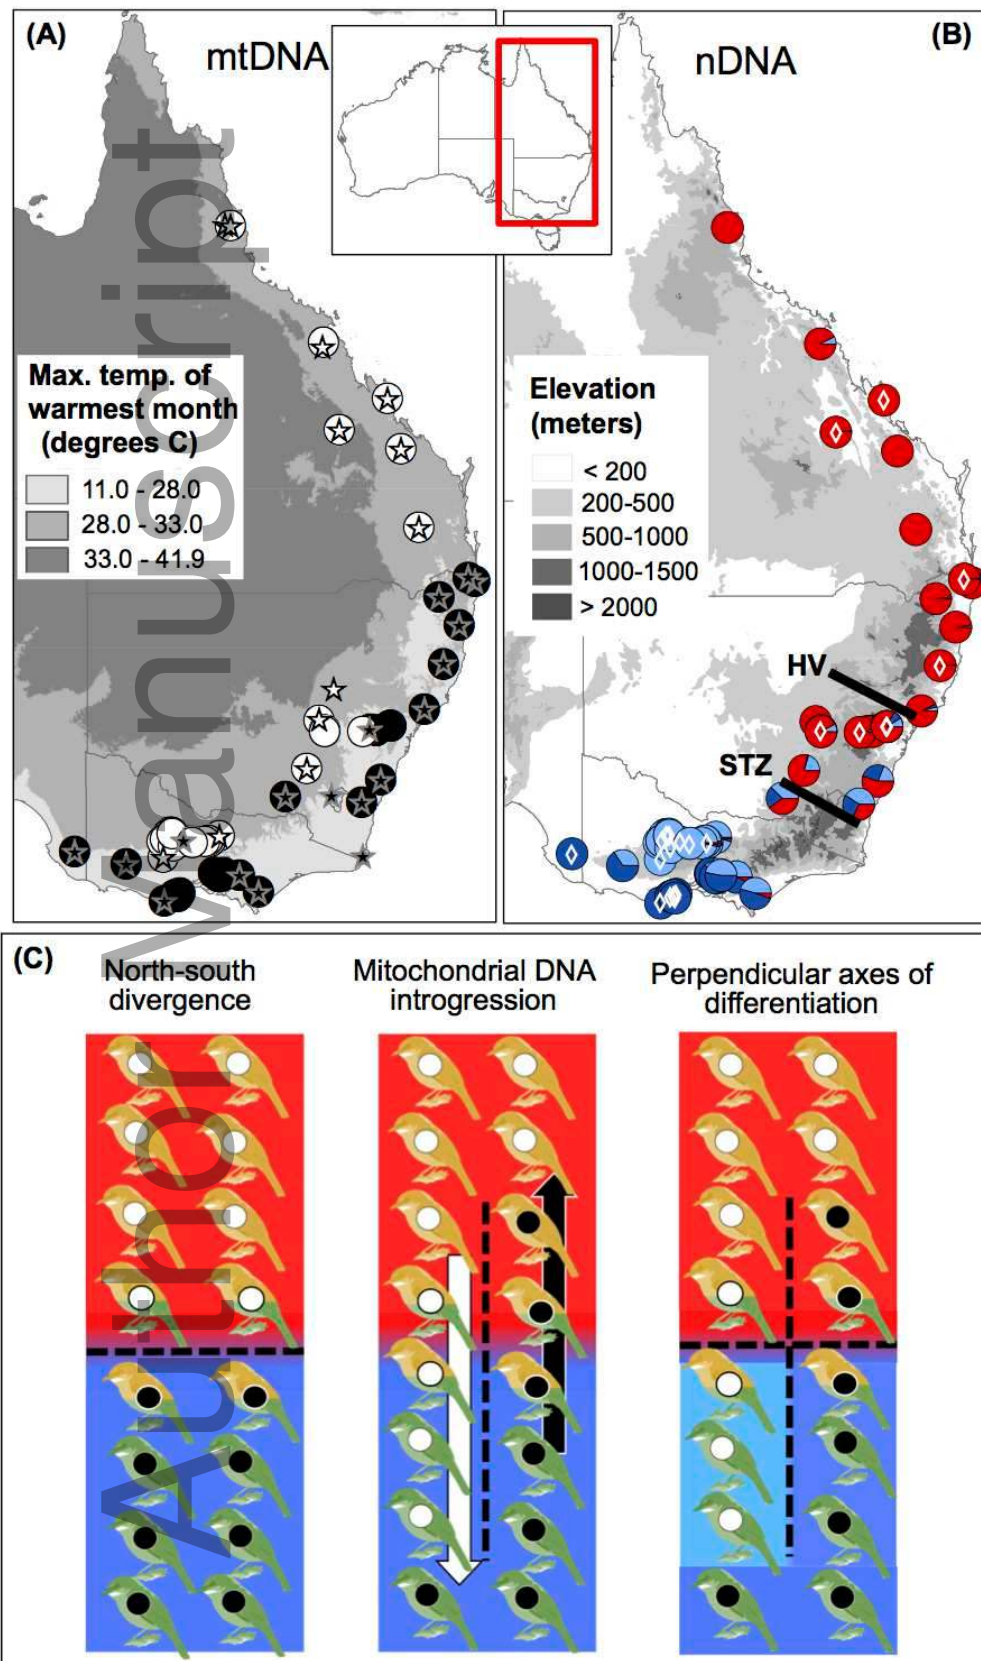 (A)
mtDNA
nDNA
(B)
Max. temp. of
warmest month
(degrees C)
11.0 - 28.0
28.0 - 33.0
33.0 - 41.9
Elevation
(meters)
< 200
200-500
500-1000
1000-1500
> 2000
HV
STZ
(C)
North-south
divergence
Mitochondrial DNA
introgression
Perpendicular axes of
differentiation
Author Manuscript